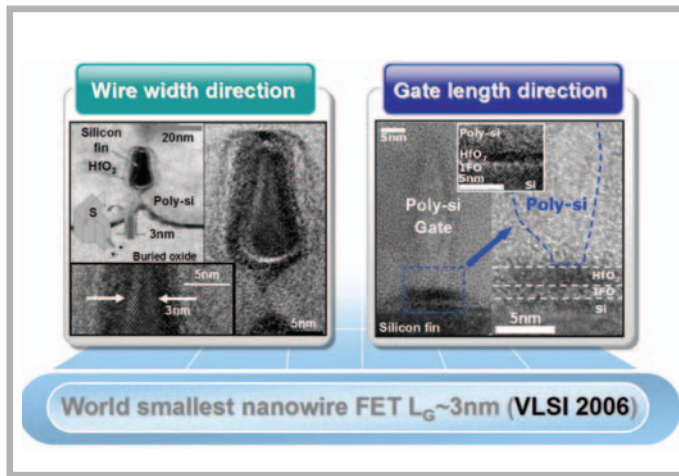 Wire width direction
Silicon
fin
HfO2
20nm
Poly-si
S
3nm
Buried oxide
5nm
3nm
5nm
Gate length direction
5nm
Poly-si
HfO2
IFO
5nm
Si
Poly-si
Gate
Poly-si
HfO2
IFO
Si
Silicon fin
5nm
World smallest nanowire FET LG~3nm (VLSI 2006)